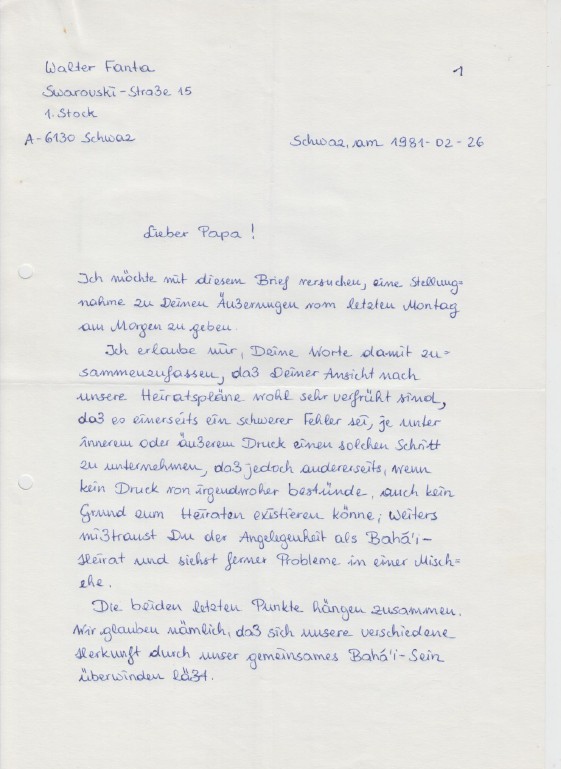 Walter Fanta
1
Swarovski-Straße 15
1. Stock
A-6130 Schwaz
Schwaz, am 1981-02-26
Lieber Papa!
Ich möchte mit diesem Brief versuchen, eine Stellung=
nahme zu Deinen Äußerungen vom letzten Montag
am Morgen zu geben.
Ich erlaube mir, Deine Worte damit zu=
sammenzufassen, daß Deiner Ansicht nach
unsere Heiratspläne wohl sehr verfrüht sind,
daß es einerseits ein schwerer Fehler sei, je unter
innerem oder äußerem Druck einen solchen Schritt
zu unternehmen, daß jedoch andererseits, wenn
kein Druck von irgendwoher bestünde, auch kein
Grund zum Heiraten existieren könne; weiters
mißtraust Du der Angelegenheit als Bahá'í-
Heirat und siehst ferner Probleme in einer Misch=
ehe.
Die beiden letzten Punkte hängen zusammen.
Wir glauben nämlich, daß sich unsere verschiedene
Herkunft durch unser gemeinsames Bahá'í-Sein
überwinden läßt.